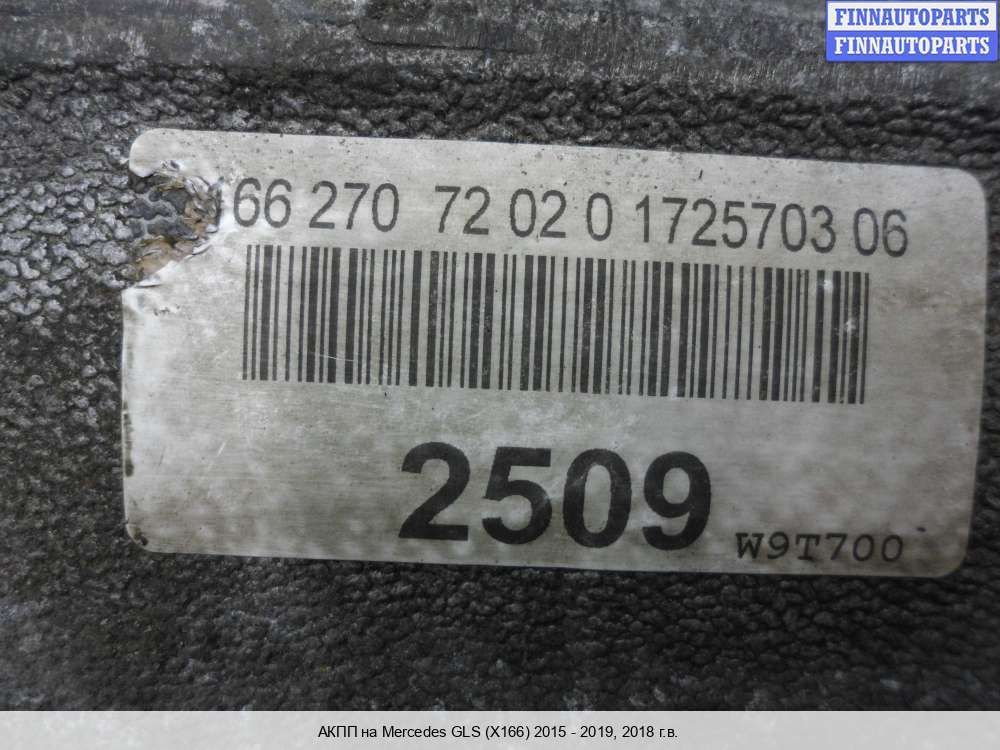 FINNAUTOPARTS
FINNAUTOPARTS
66 270 72 02 0 1725703 06
2509
W9T700
АКПП на Mercedes GLS (X166) 2015 - 2019, 2018 г.в.